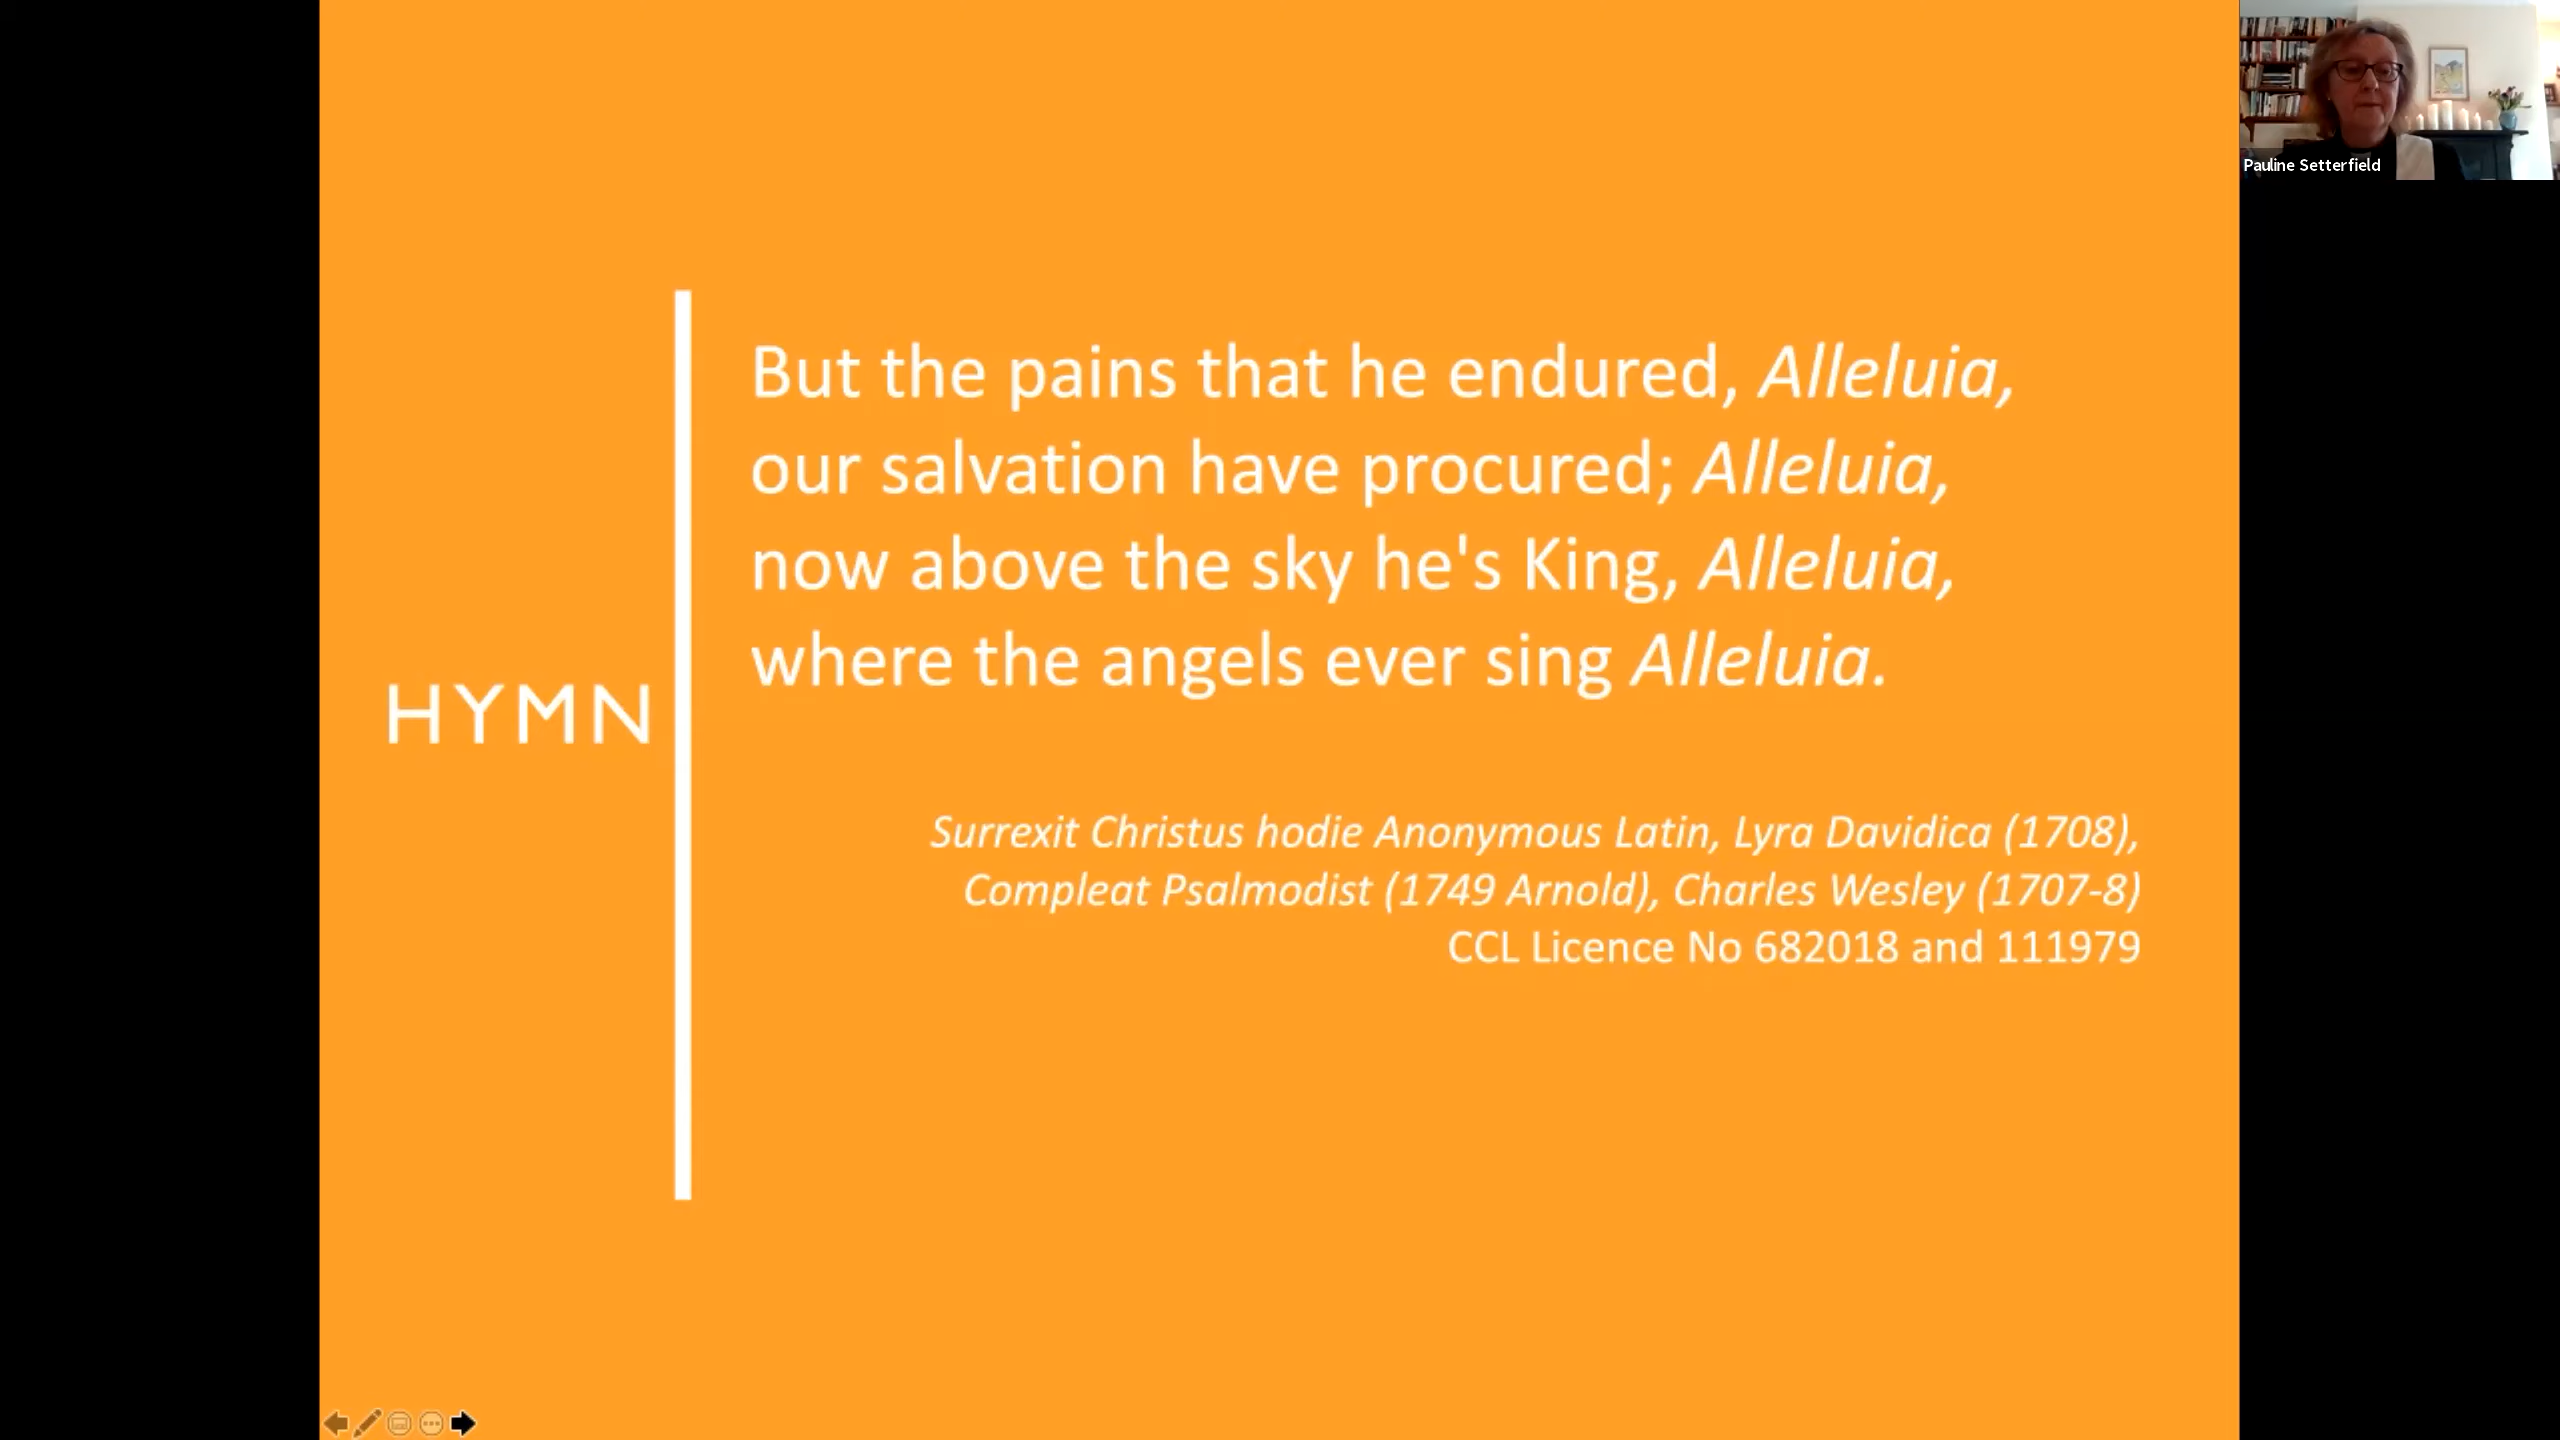 Pauline Setterfield
HYMN
But the pains that he endured, Alleluia,
our salvation have procured; Alleluia,
now above the sky he's King, Alleluia,
where the angels ever sing Alleluia.
Surrexit Christus hodie Anonymous Latin, Lyra Davidica (1708),
Compleat Psalmodist (1749 Arnold), Charles Wesley (1707-8)
CCL Licence No 682018 and 111979